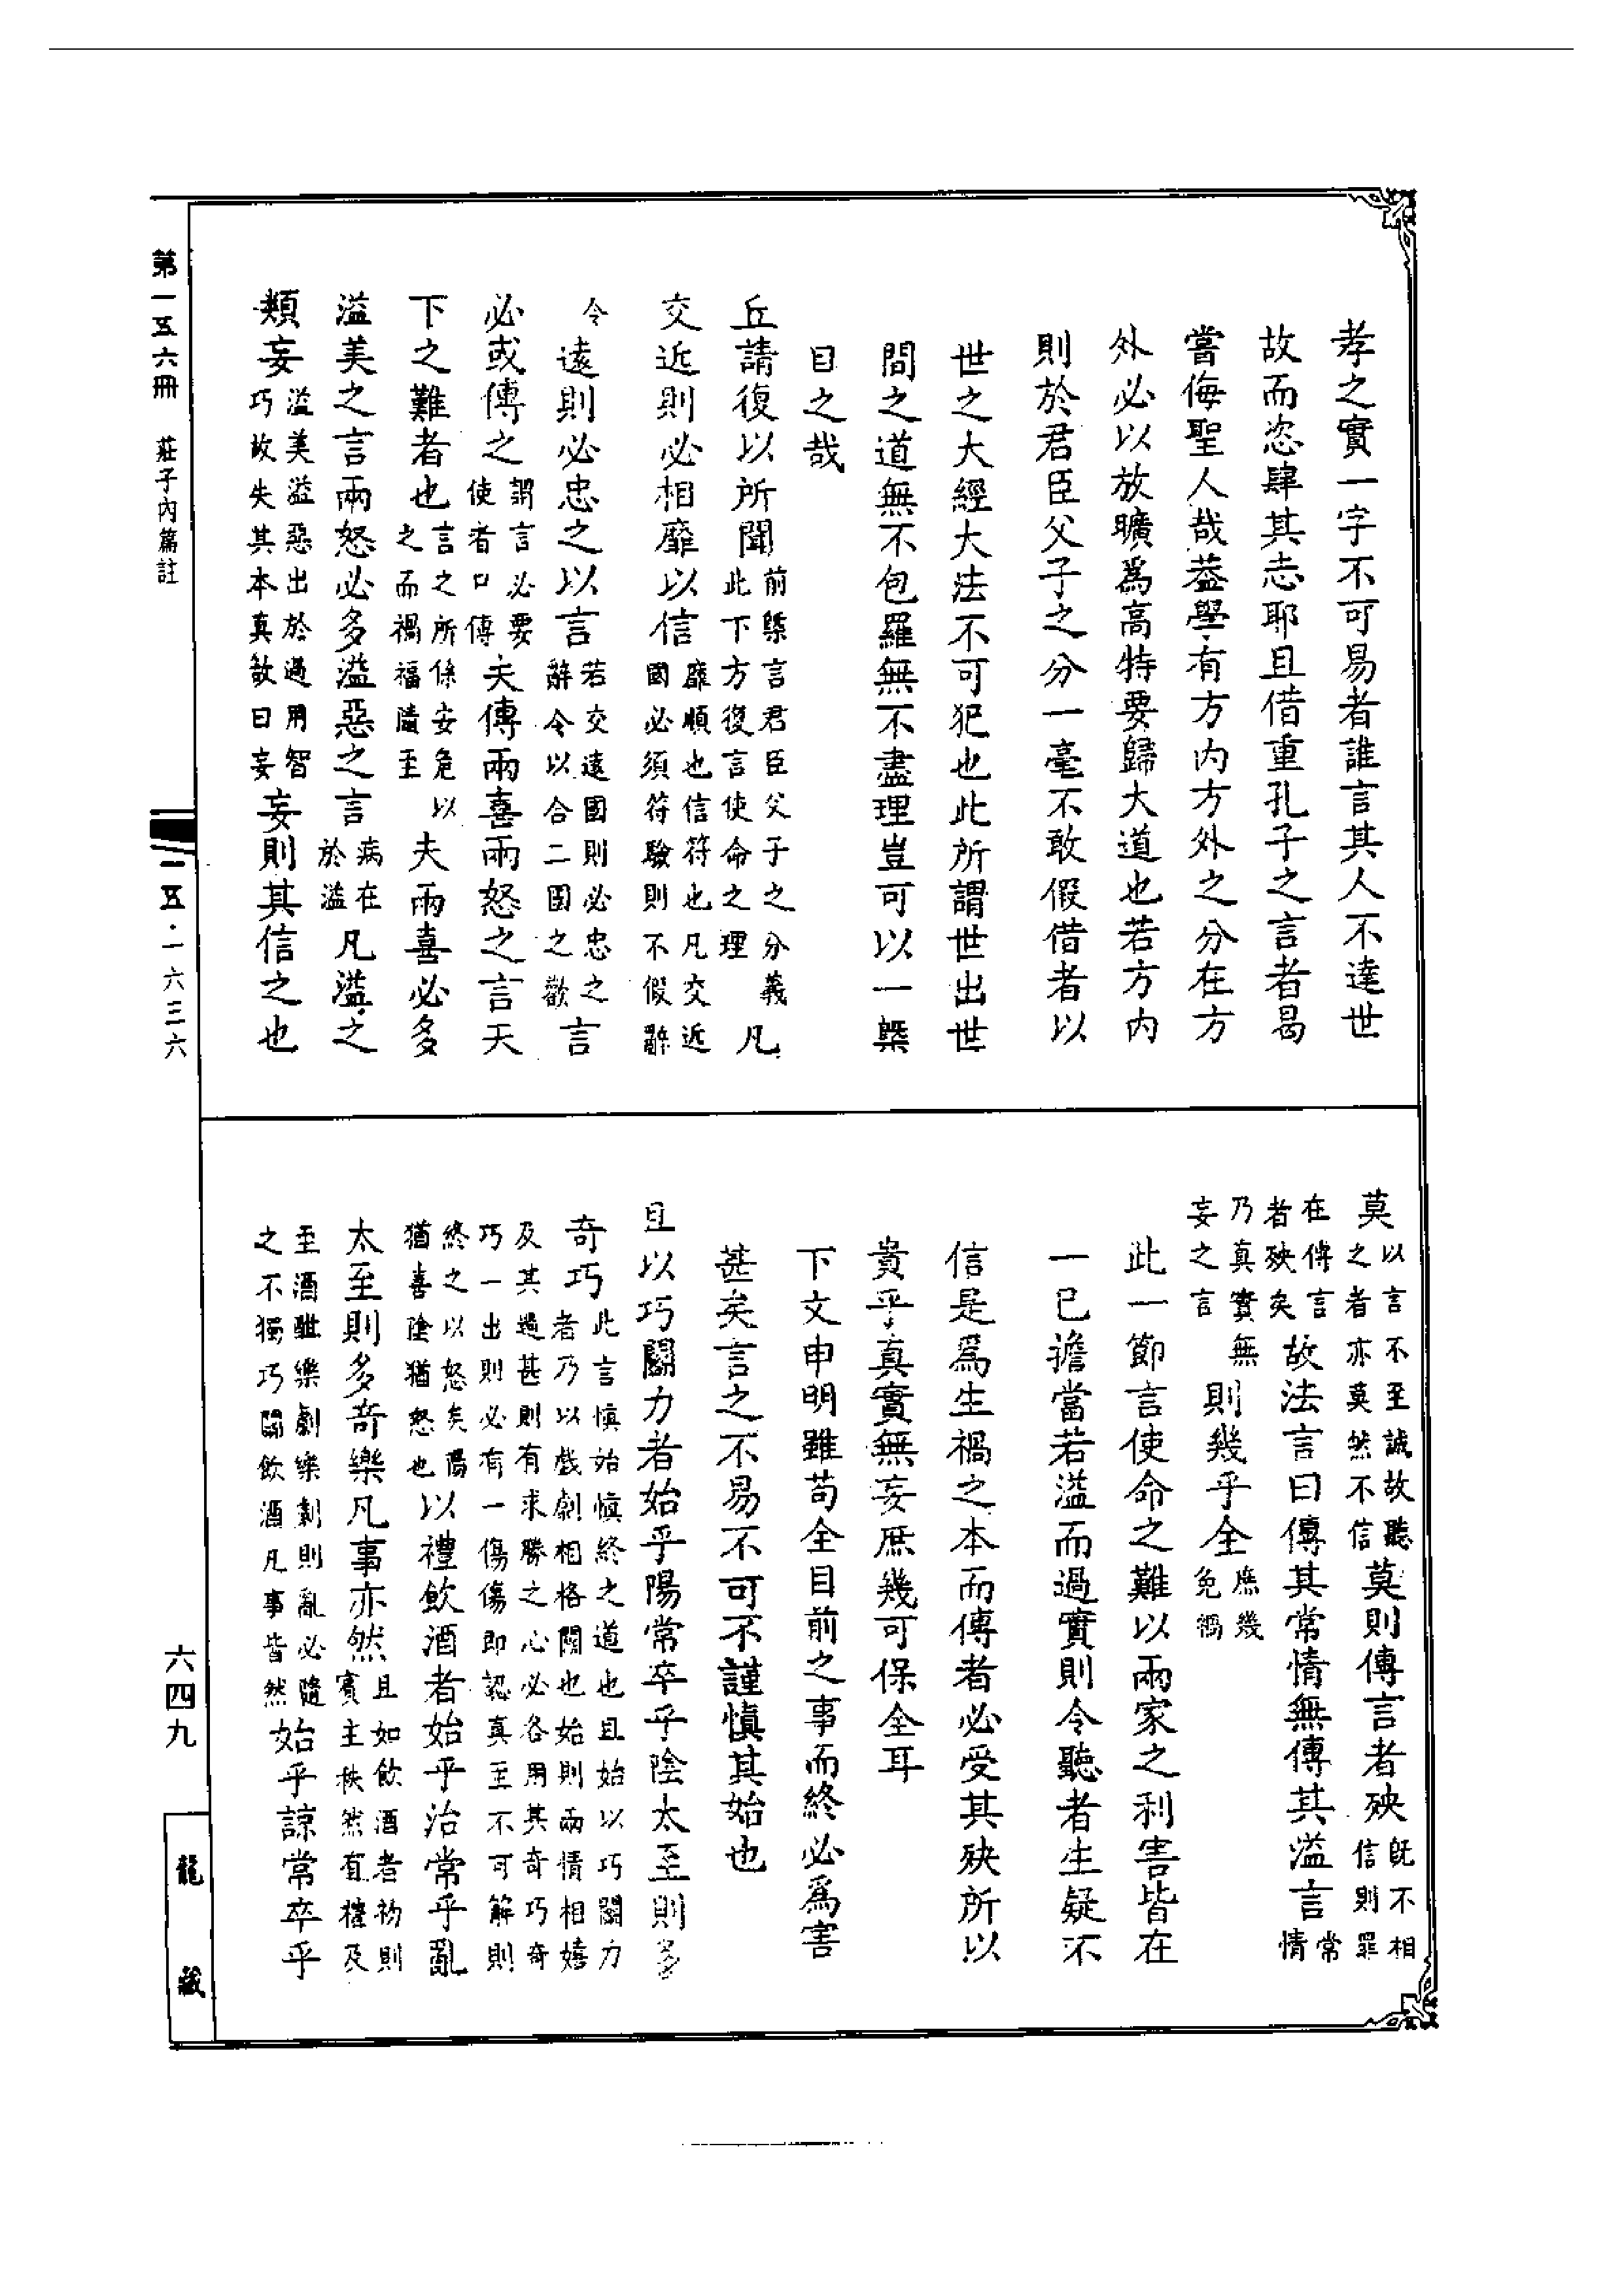 孝之實一字不可易者誰言其人不達世
故而恣肆其志耶且借重孔子之言者曷
嘗侮聖人哉葢學有方內方外之分在方
外必以放曠爲高特要歸大道也若方內
則於君臣父子之分一毫不敢假借者以
世之大經大法不可犯也此所謂世出世
間之道無不包羅無不盡理豈可以一槩
目之哉
丘請復以所聞前槩言君臣父子之分義此下方復言使命之理凡
交近則必相靡以信靡順也信符也凡交近國必須符驗則不假辭
令遠則必忠之以言若交遠國則必忠之辭令以合二國之歡言
必或傳之謂言必要使者口傳夫傳兩喜兩怒之言天
下之難者也言之所係安危以之而禍福隨至夫兩喜必多
溢美之言兩怒必多溢惡之言病在於溢凡溢之
類妄溢美溢惡出於過用智巧故失其本真故曰妄妄則其信之也
莫以言不至誠故聽之者亦莫然不信莫則傳言者殃既不相信則罪
在傳言者殃矣故法言曰傳其常情無傳其溢言常情
乃真實無妄之言則幾乎全庶幾免禍
此一節言使命之難以兩家之利害皆在
一已擔當若溢而過實則令聽者生疑不
信是爲生禍之本而傳者必受其殃所以
貴乎真實無妄庶幾可保全耳
下文申明雖苟全目前之事而終必爲害
甚矣言之不易不可不謹慎其始也
且以巧鬭力者始乎陽常卒乎陰太至則多
奇巧此言慎始慎終之道也且始以巧鬭力者乃以戲劇相格鬭也始則兩情相嬉
及其過甚則有求勝之心必各用其奇巧奇巧一出則必有一傷傷即認真至不可解則
終之以怒矣陽猶喜陰猶怒也以禮飲酒者始乎治常乎亂
太至則多奇樂凡事亦然且如飲酒者初則賓主秩然有禮及
至酒酣樂劇樂劇則亂必隨之不獨巧鬭飲酒凡事皆然始乎諒常卒乎
第一五六冊
莊子內篇註
一五·一六三六
六四九
龍藏